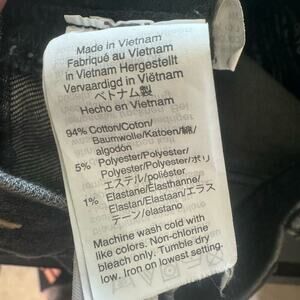 Made in Vietnam
Fabriqué au Vietnam
in Vietnam Hergestellt
Vervaardigd in Viëtnam
ベトナム製
Hecho en Vietnam
94% Cotton/Coton/
Baumwolle/Katoen/綿/
algodón
5% Polyester/Polyester/
Polyester/Polyester/ポリ
エステル/poliéster
1% Elastane/Elasthanne/
Elastan/Elastaan/エラス
テーン/elastano
Machine wash cold with
like colors. Non-chlorine
bleach only. Tumble dry
low. Iron on lowest setting.